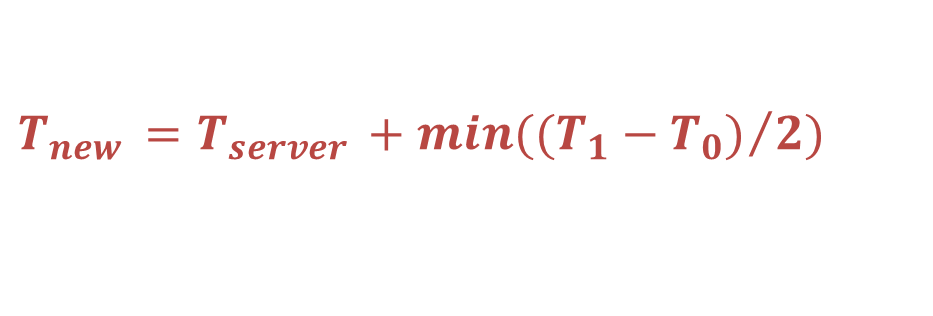 T_new = T_server + min((T_1 − T_0)/2)